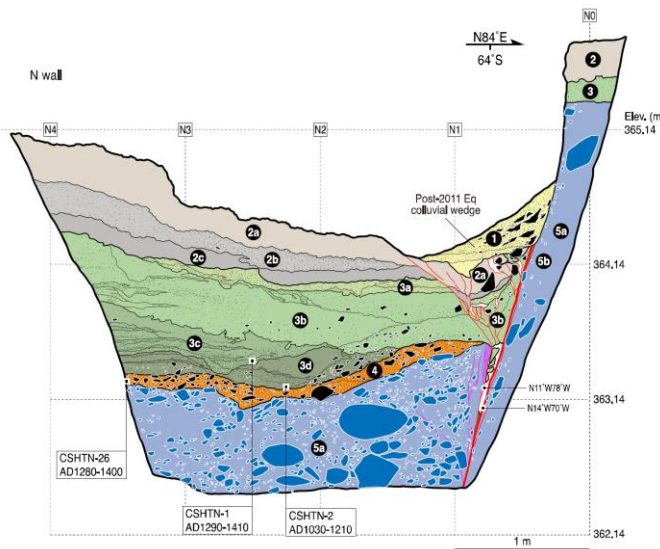 N0
N84°E
64°S
N wall
2
3
Elev. (m
365.14
N4
N3
N2
N1
Post-2011 Eq
colluvial wedge
1
5a
2a
5b
2c
2b
2a
364.14
3a
3b
3b
3c
3d
4
N11°W78°W
N14°W70°W
363.14
5a
CSHTN-26
AD1280-1400
CSHTN-1
AD1290-1410
CSHTN-2
AD1030-1210
362.14
1 m